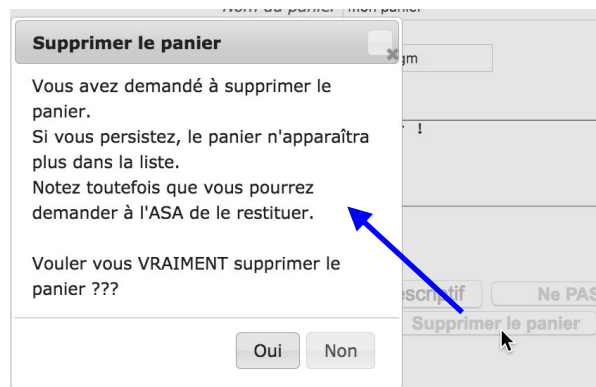 Nom du panier mon panier
Supprimer le panier
gm
Vous avez demandé à supprimer le
panier.
Si vous persistez, le panier n'apparaîtra
!
plus dans la liste.
Notez toutefois que vous pourrez
demander à l'ASA de le restituer.
Vouler vous VRAIMENT supprimer le
panier ???
scriptif
Ne PAS
Supprimer le panier
Oui
Non